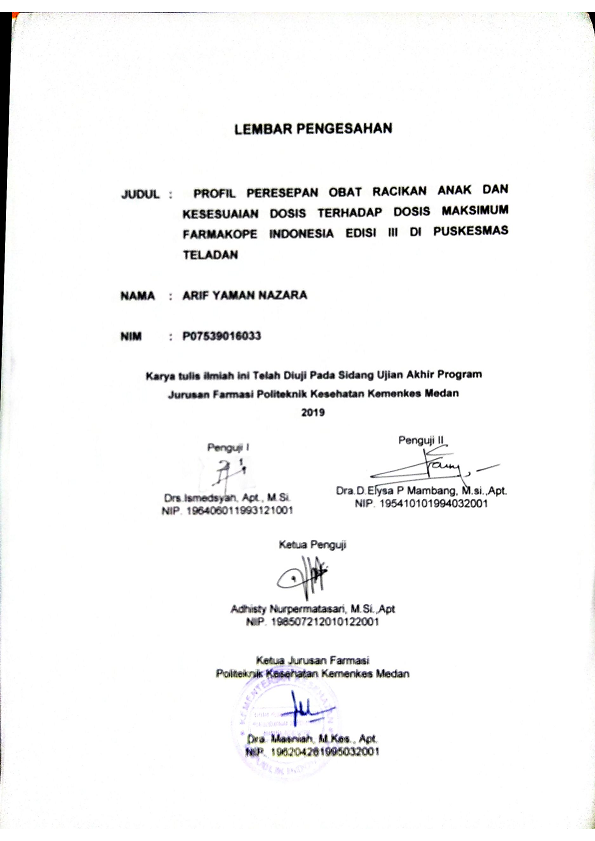 LEMBAR PENGESAHAN
JUDUL : PROFIL PERESEPAN OBAT RACIKAN ANAK DAN
KESESUAIAN DOSIS TERHADAP DOSIS MAKSIMUM
FARMAKOPE INDONESIA EDISI III DI PUSKESMAS
TELADAN
NAMA : ARIF YAMAN NAZARA
NIM : P07539016033
Karya tulis ilmiah ini Telah Diuji Pada Sidang Ujian Akhir Program
Jurusan Farmasi Politeknik Kesehatan Kemenkes Medan
2019
Penguji I
Drs.Ismedsyah, Apt., M.Si.
NIP. 196406011993121001
Penguji II
Dra.D.Elysa P Mambang, M.si.,Apt.
NIP. 195410101994032001
Ketua Penguji
Adhisty Nurpermatasari, M.Si.,Apt
NIP. 198507212010122001
Ketua Jurusan Farmasi
Politeknik Kesehatan Kemenkes Medan
Dra. Masniah, M.Kes., Apt.
NIP. 196204281995032001